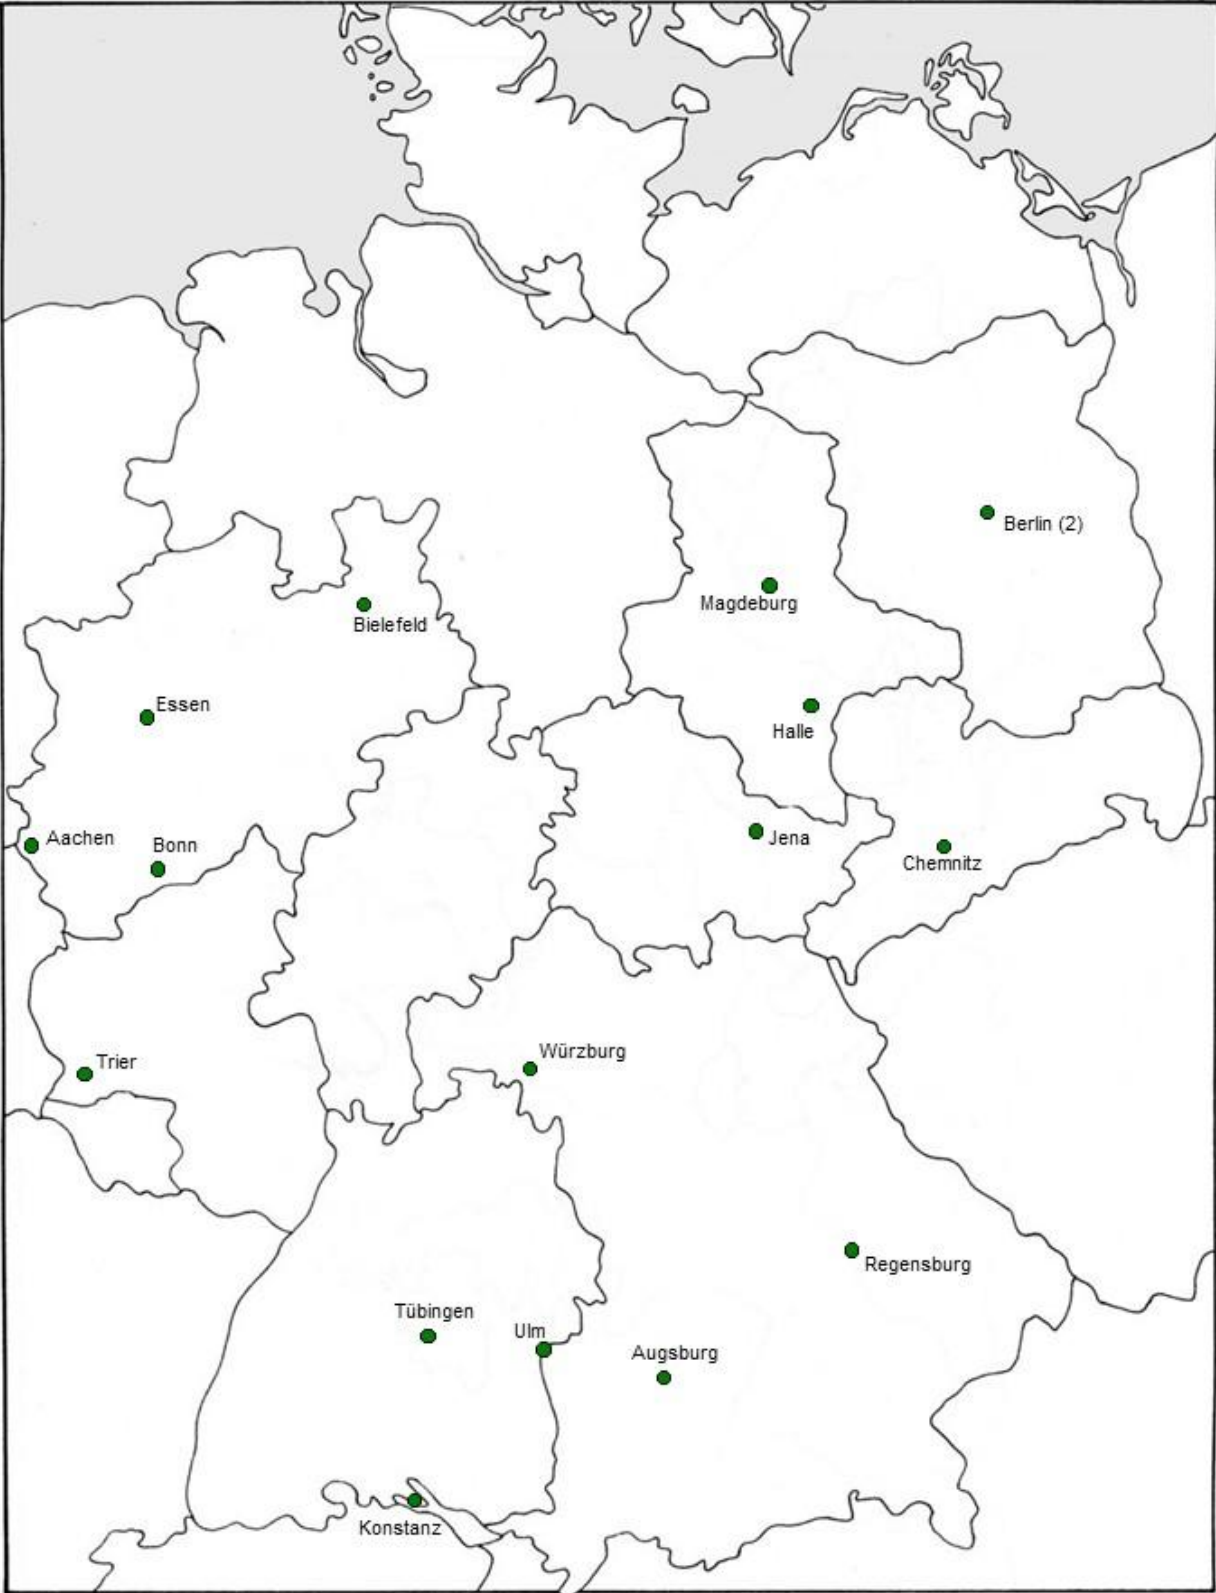 Berlin (2)
Magdeburg
Bielefeld
Essen
Halle
Aachen
Bonn
Jena
Chemnitz
Trier
Würzburg
Regensburg
Tübingen
Ulm
Augsburg
Konstanz